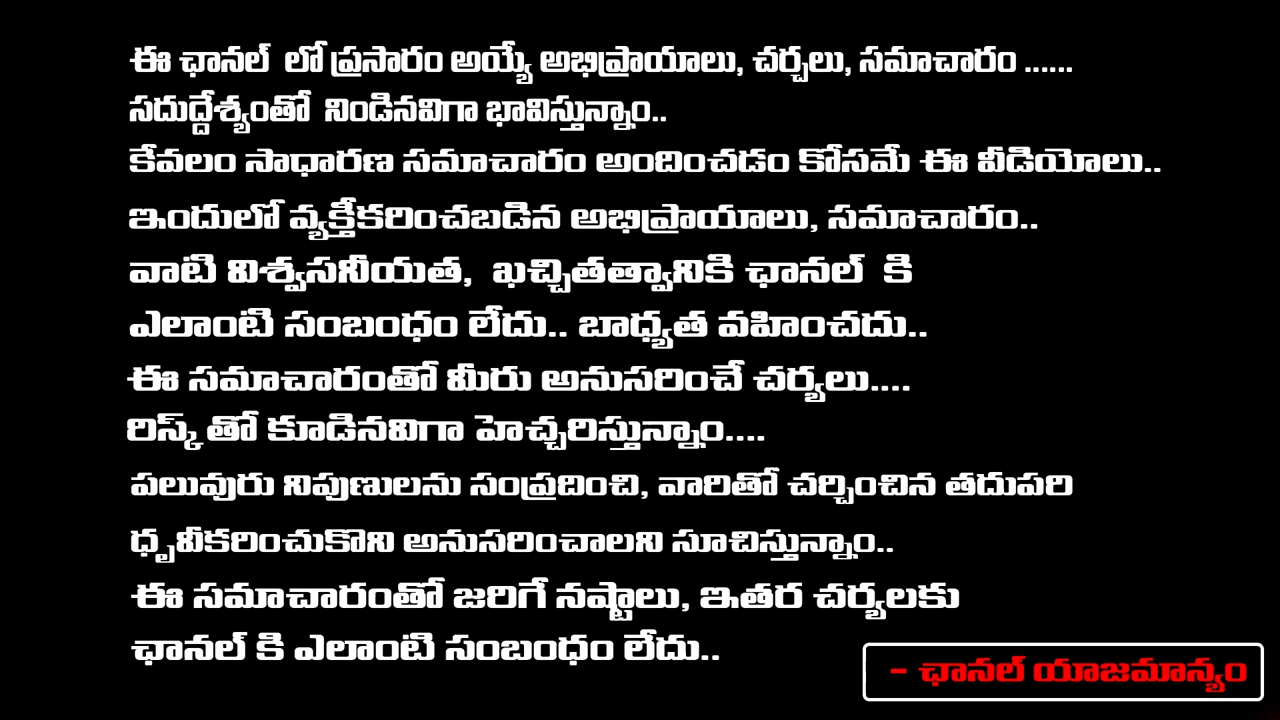 ఈ ఛానల్ లో ప్రసారం అయ్యే అభిప్రాయాలు, చర్చలు, సమాచారం ......
సదుద్దేశ్యంతో నిండినవిగా భావిస్తున్నాం..
కేవలం సాధారణ సమాచారం అందించడం కోసమే ఈ వీడియోలు..
ఇందులో వ్యక్తీకరించబడిన అభిప్రాయాలు, సమాచారం..
వాటి విశ్వసనీయత, ఖచ్చితత్వానికి ఛానల్ కి
ఎలాంటి సంబంధం లేదు.. బాధ్యత వహించదు..
ఈ సమాచారంతో మీరు అనుసరించే చర్యలు....
రిస్క్ తో కూడినవిగా హెచ్చరిస్తున్నాం....
పలువురు నిపుణులను సంప్రదించి, వారితో చర్చించిన తదుపరి
ధృవీకరించుకొని అనుసరించాలని సూచిస్తున్నాం..
ఈ సమాచారంతో జరిగే నష్టాలు, ఇతర చర్యలకు
ఛానల్ కి ఎలాంటి సంబంధం లేదు..
- ఛానల్ యాజమాన్యం